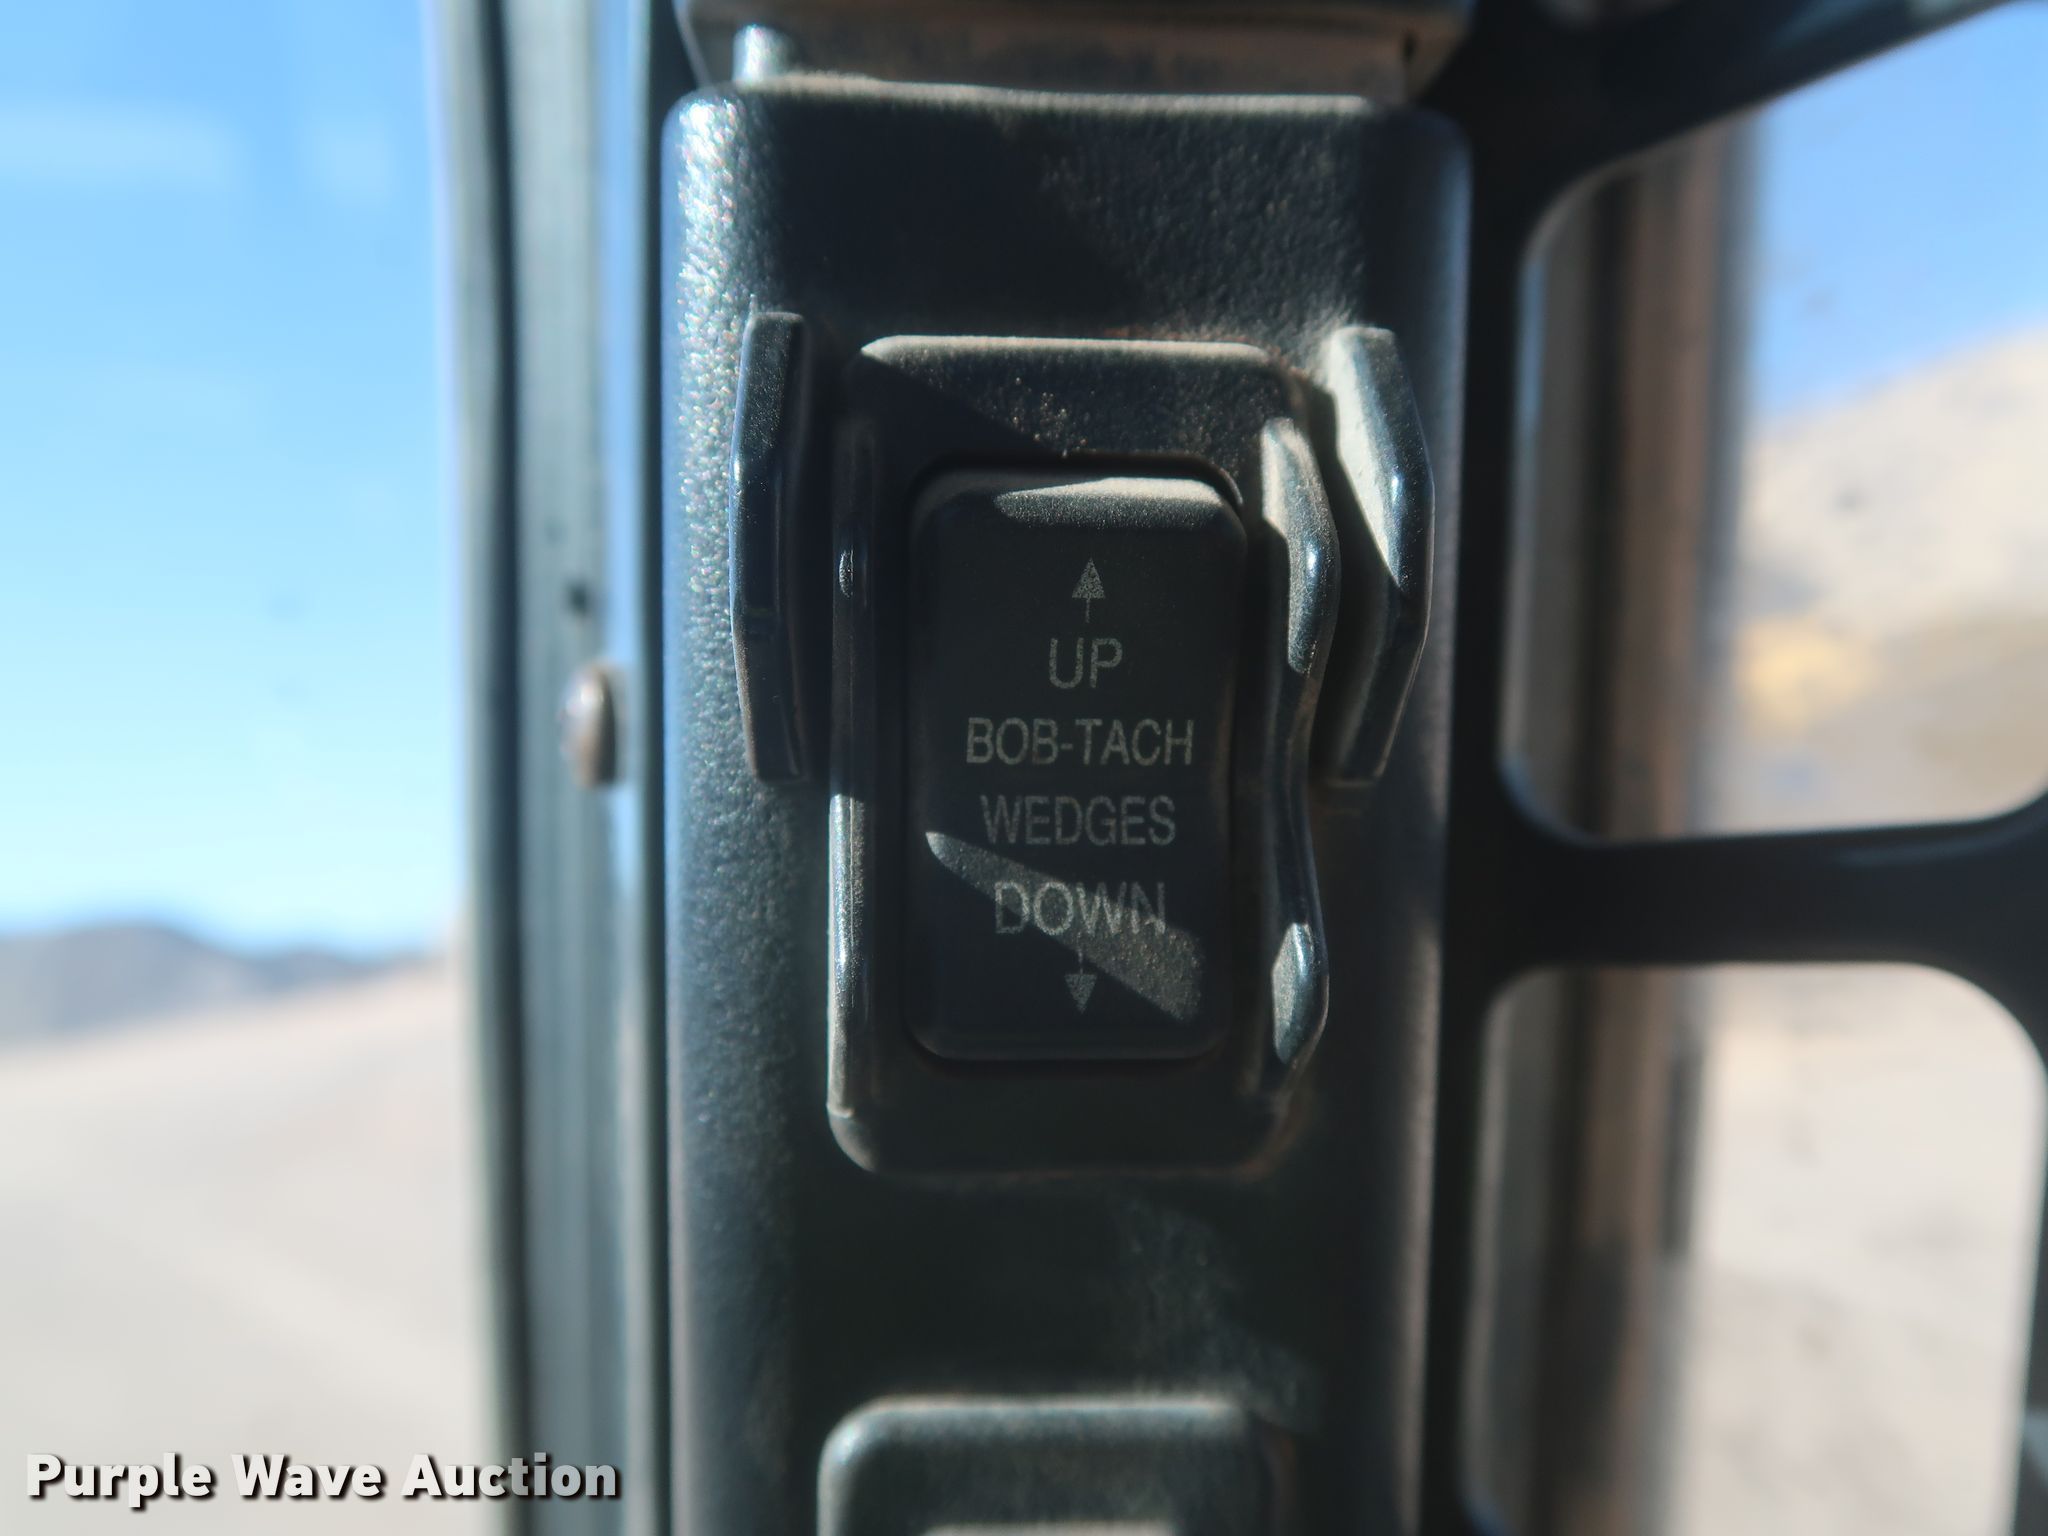 UP
BOB-TACH
WEDGES
DOWN
Purple Wave Auction